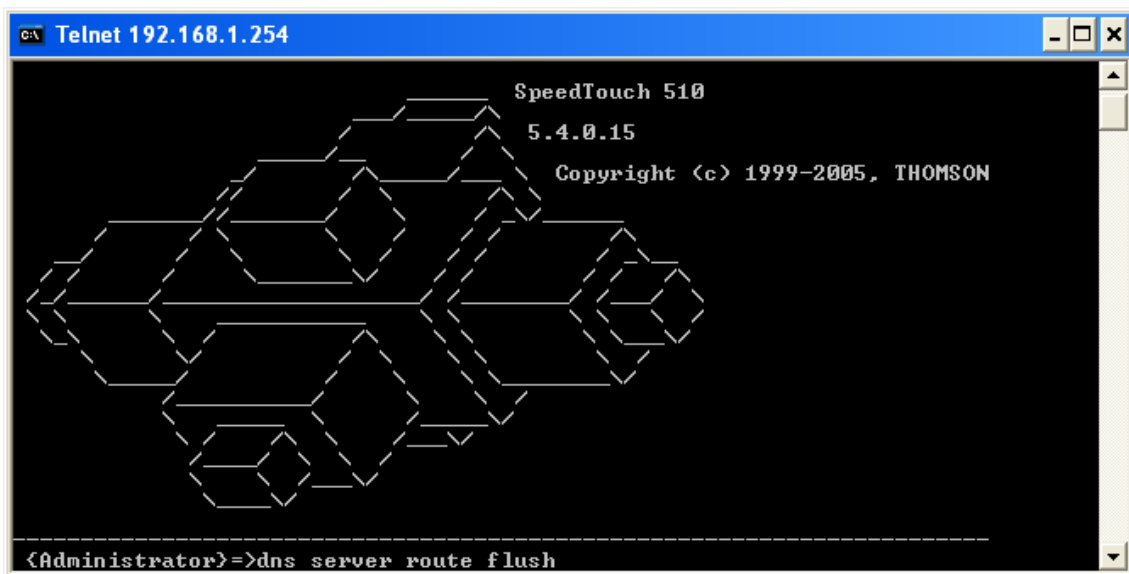 Telnet 192.168.1.254
SpeedTouch 510
5.4.0.15
Copyright (c) 1999-2005, THOMSON
{Administrator}=>dns server route flush